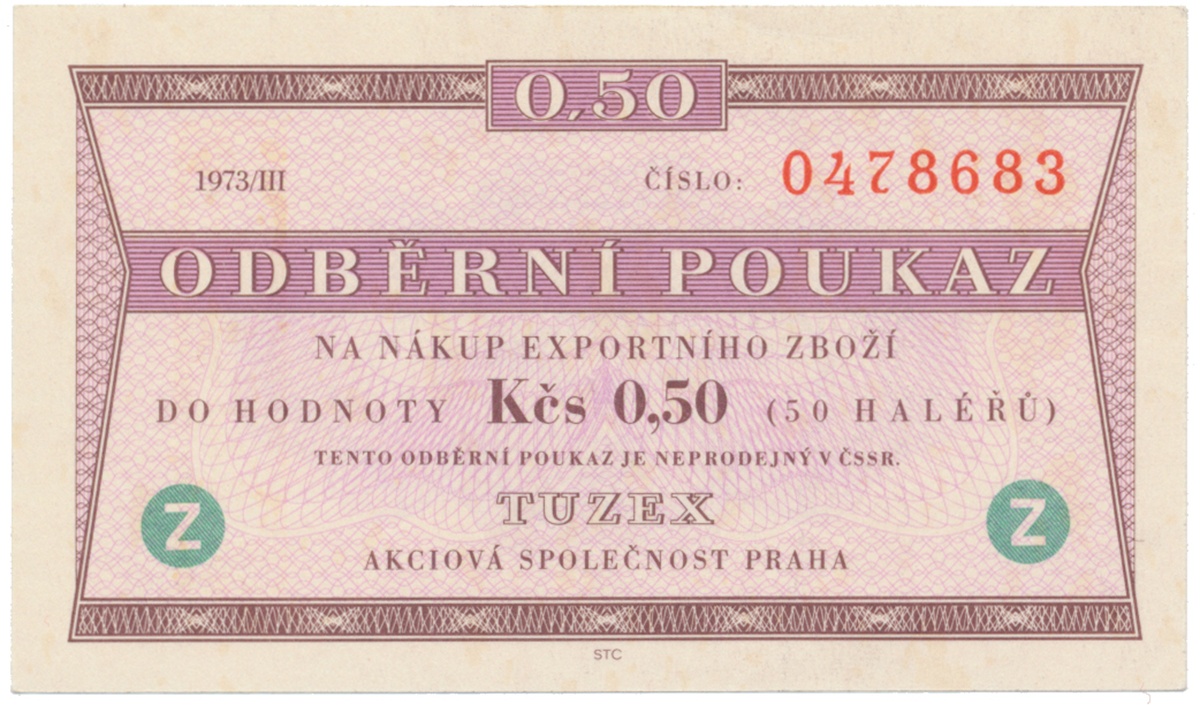 0,50
1973/III ČÍSLO: 0478683
ODBĚRNÍ POUKAZ
NA NÁKUP EXPORTNÍHO ZBOŽÍ
DO HODNOTY Kčs 0,50 (50 HALÉŘŮ)
TENTO ODBĚRNÍ POUKAZ JE NEPRODEJNÝ V ČSSR.
TUZEX
Z Z
AKCIOVÁ SPOLEČNOST PRAHA
STC